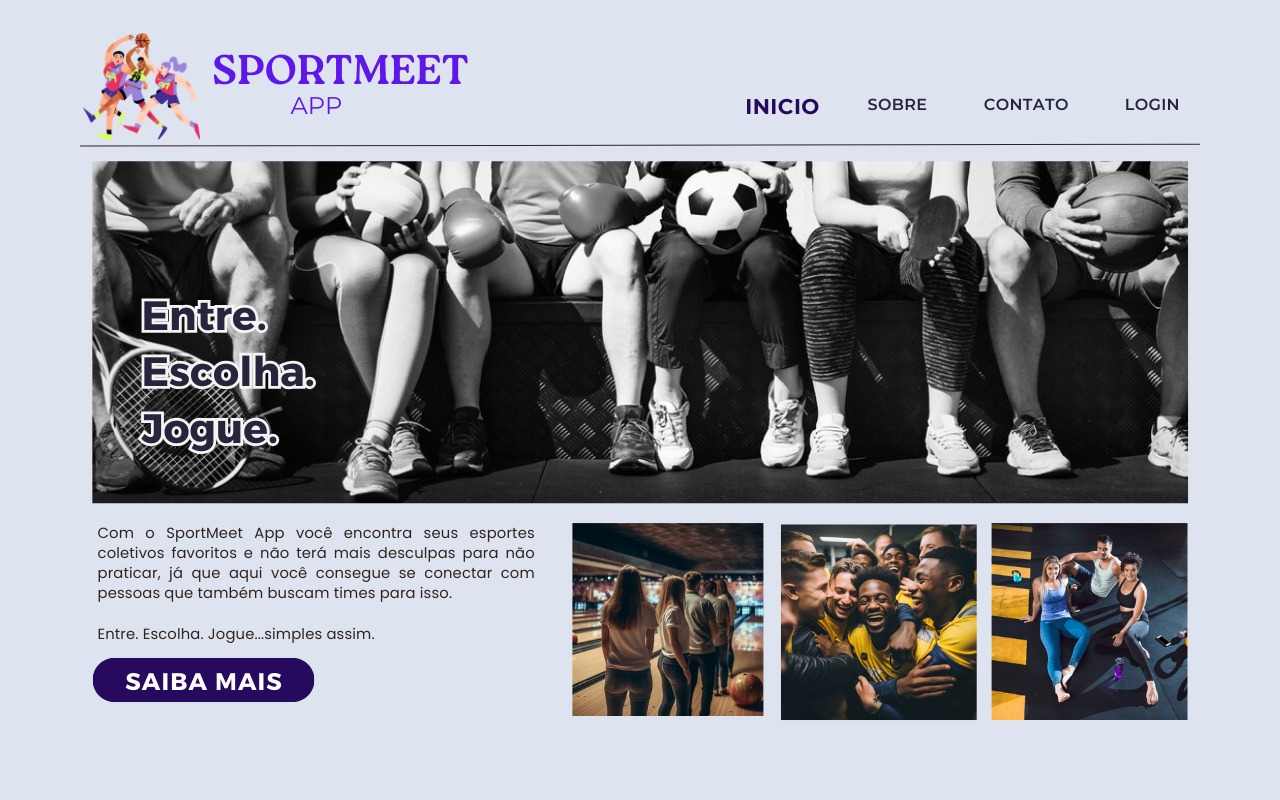 SPORTMEET
APP
INICIO SOBRE CONTATO LOGIN
Entre.
Escolha.
Jogue.
Com o SportMeet App você encontra seus esportes
coletivos favoritos e não terá mais desculpas para não
praticar, já que aqui você consegue se conectar com
pessoas que também buscam times para isso.
Entre. Escolha. Jogue...simples assim.
SAIBA MAIS